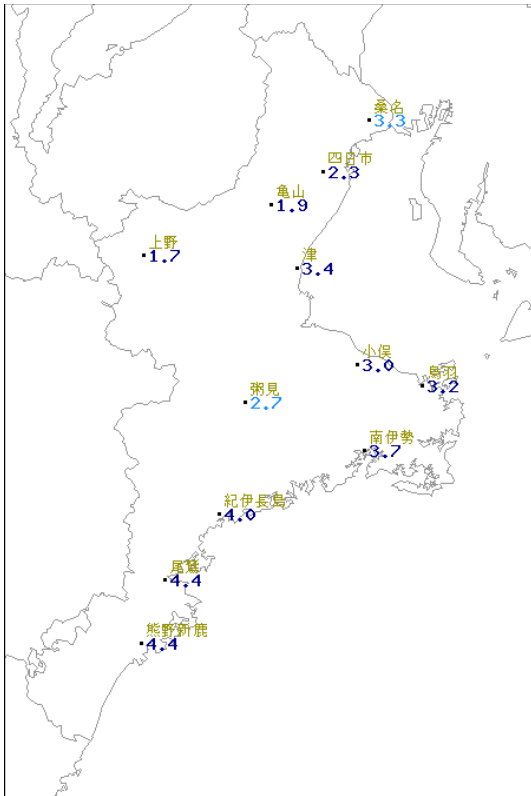 桑名
3.3
四日市
2.3
亀山
1.9
上野
1.7
津
3.4
小俣
3.0
鳥羽
3.2
粥見
2.7
南伊勢
3.7
紀伊長島
4.0
尾鷲
4.4
熊野新鹿
4.4